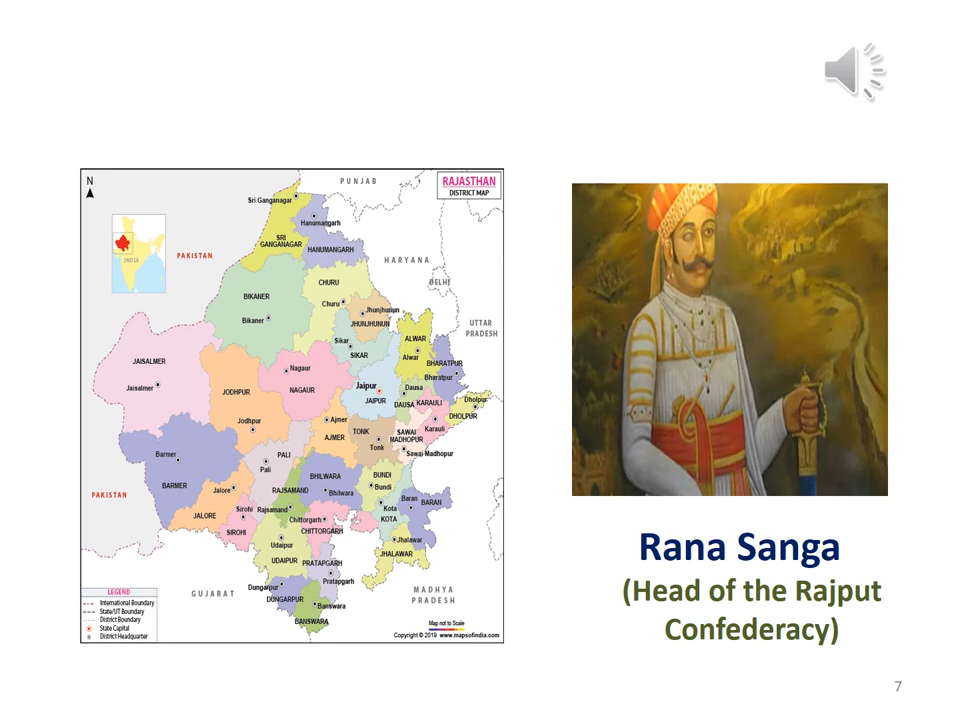 N
PUNJAB
RAJASTHAN
DISTRICT MAP
Sri Ganganagar
Hanumangarh
SRI
GANGANAGAR
HANUMANGARH
INDIA
PAKISTAN
HARYANA
DELHI
CHURU
Churu
BIKANER
Bikaner
Jhunjhunun
JHUNJHUNUN
UTTAR
PRADESH
Sikar
SIKAR
ALWAR
Alwar
JAISALMER
Jaisalmer
BHARATPUR
Bharatpur
Nagaur
NAGAUR
JODHPUR
Jodhpur
Jaipur
JAIPUR
Dausa
DAUSA
KARAULI
Karauli
Dholpur
DHOLPUR
Ajmer
AJMER
TONK
Tonk
SAWAI
MADHOPUR
Sawai-Madhopur
Barmer
BARMER
PALI
Pali
BHILWARA
Bhilwara
BUNDI
Bundi
PAKISTAN
Jalore
JALORE
RAJSAMAND
Rajsamand
Sirohi
SIROHI
Chittorgarh
CHITTORGARH
Kota
KOTA
Baran
BARAN
Udaipur
UDAIPUR
Jhalawar
JHALAWAR
PRATAPGARH
Pratapgarh
GUJARAT
Dungarpur
DUNGARPUR
Banswara
BANSWARA
MADHYA
PRADESH
LEGEND
International Boundary
State/UT Boundary
District Boundary
State Capital
District Headquarter
Map not to Scale
Copyright © 2019 www.mapsofindia.com
Rana Sanga
(Head of the Rajput
Confederacy)
7